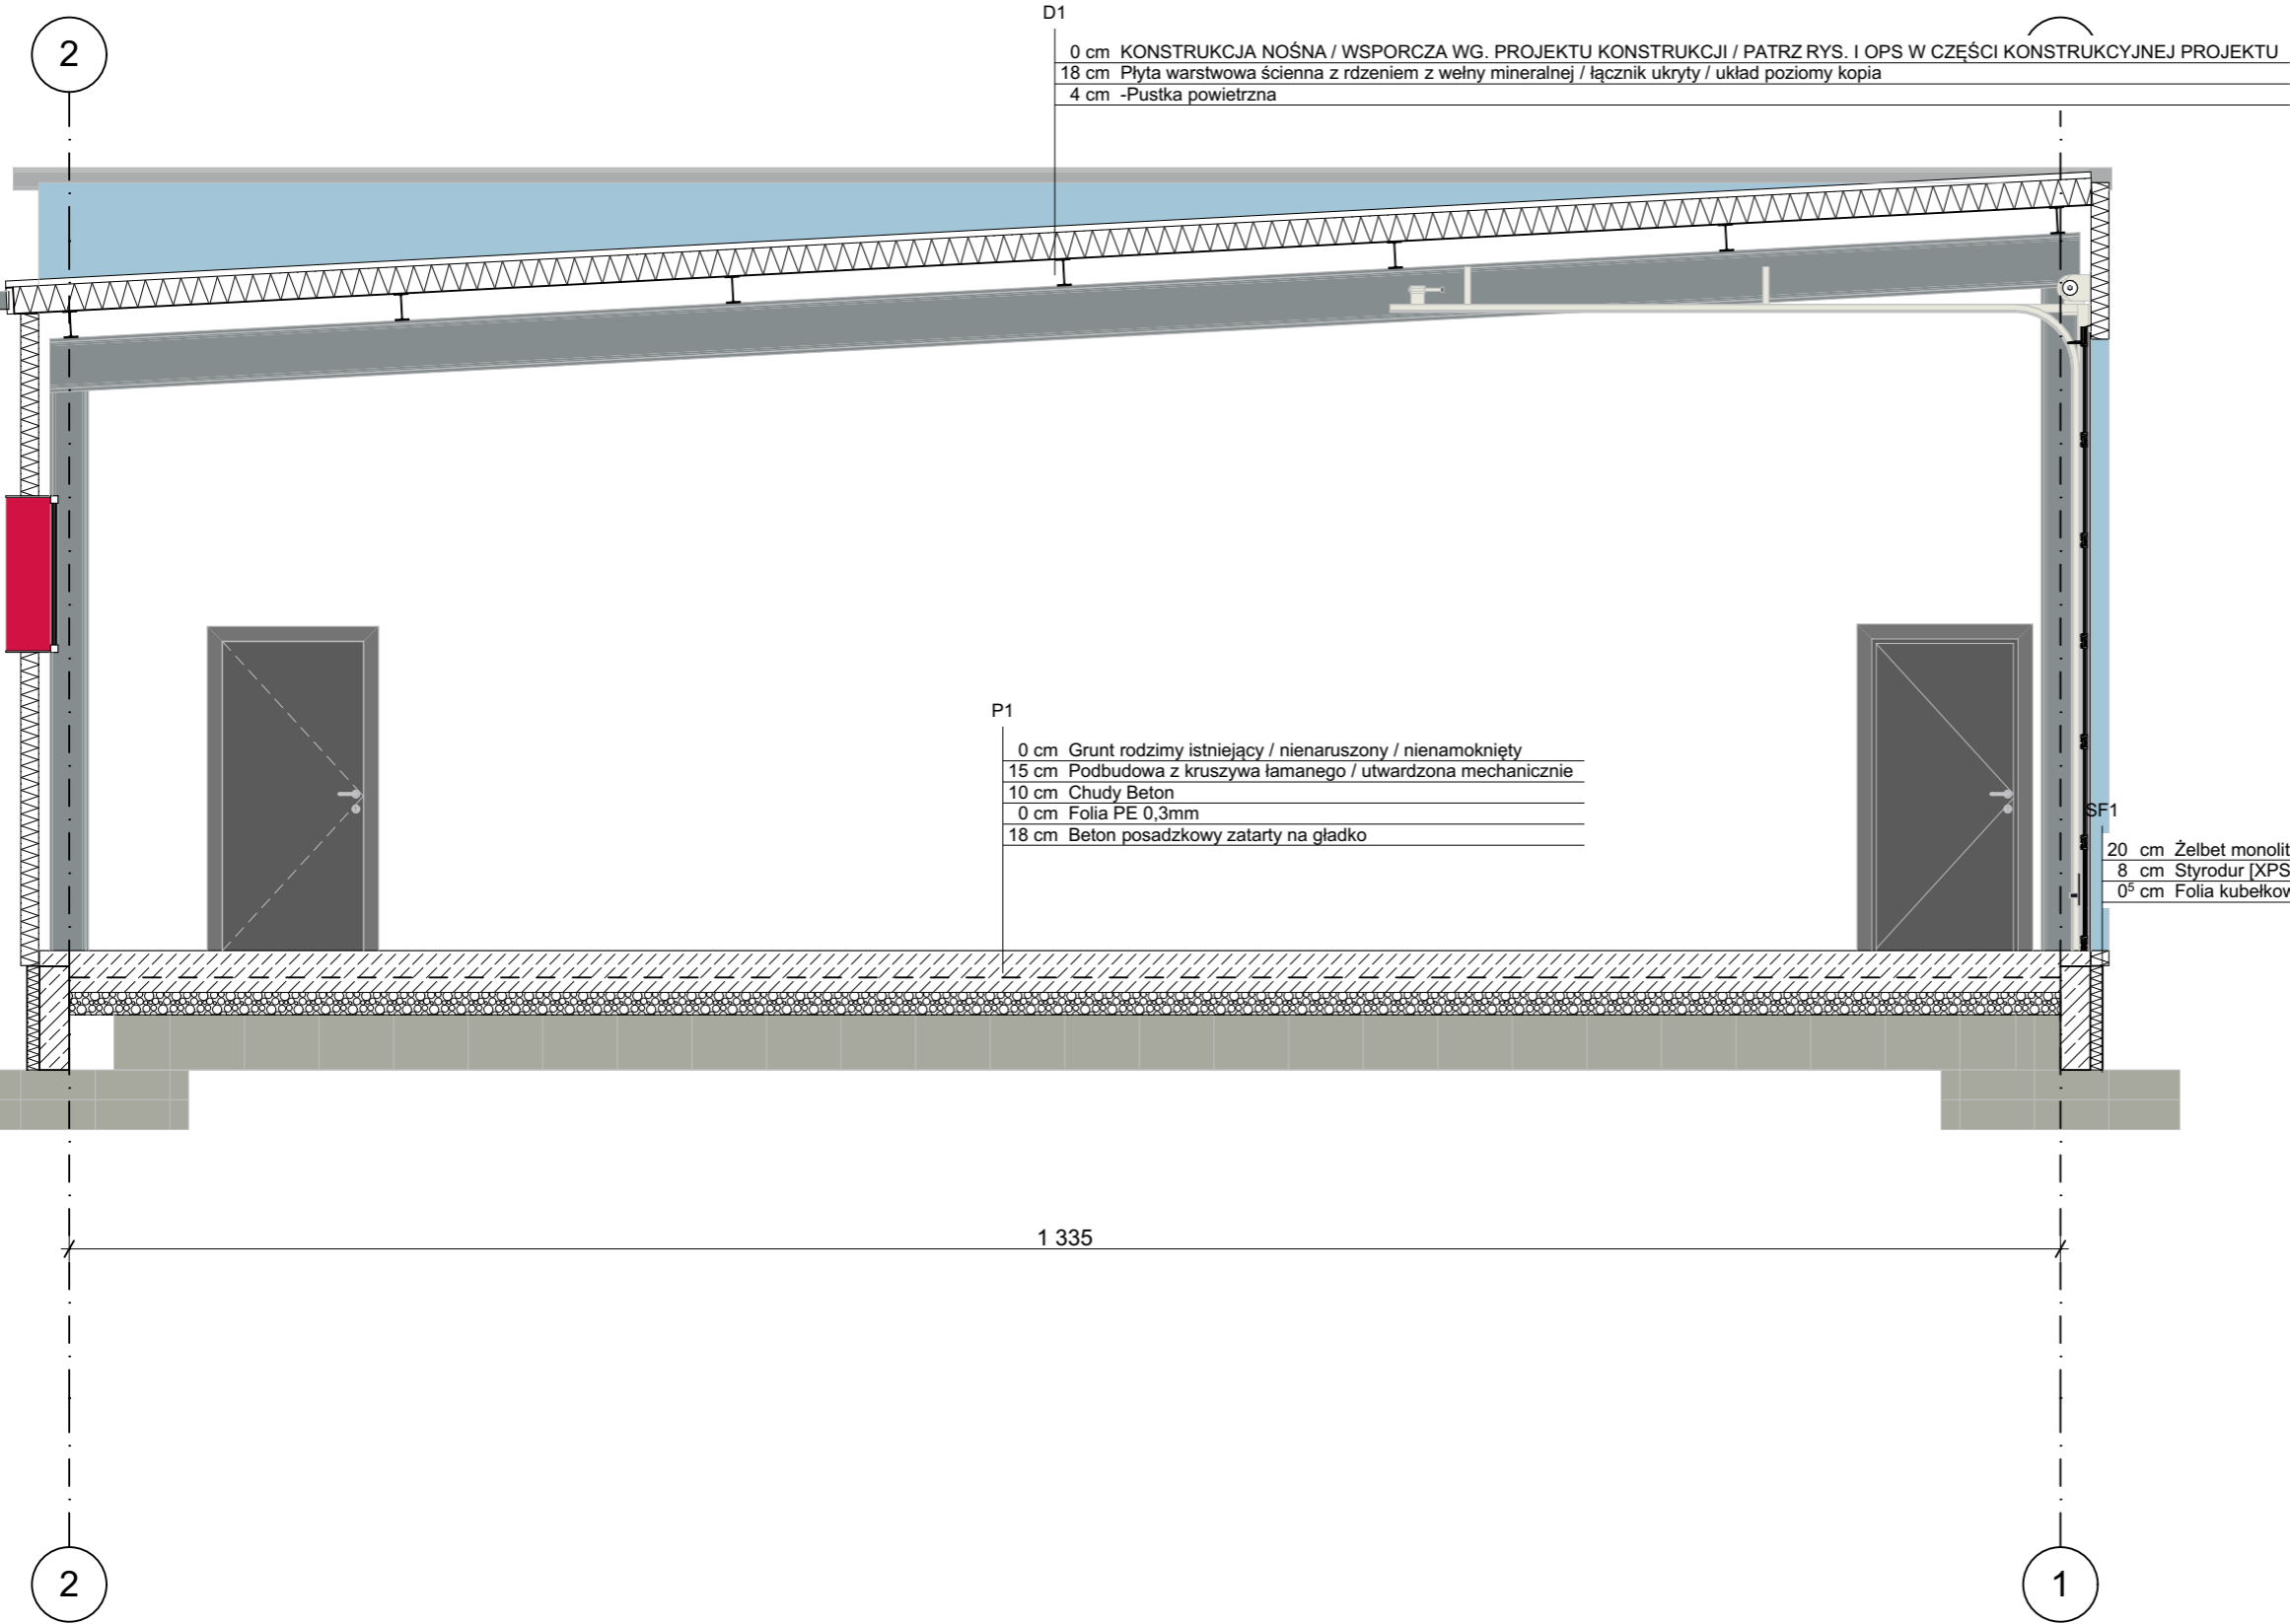 2
D1
0 cm KONSTRUKCJA NOŚNA / WSPORCZA WG. PROJEKTU KONSTRUKCJI / PATRZ RYS. I OPS W CZĘŚCI KONSTRUKCYJNEJ PROJEKTU
18 cm Płyta warstwowa ścienna z rdzeniem z wełny mineralnej / łącznik ukryty / układ poziomy kopia
4 cm -Pustka powietrzna
P1
0 cm Grunt rodzimy istniejący / nienaruszony / nienamoknięty
15 cm Podbudowa z kruszywa łamanego / utwardzona mechanicznie
10 cm Chudy Beton
0 cm Folia PE 0,3mm
18 cm Beton posadzkowy zatarty na gładko
SF1
20 cm Żelbet monolit
8 cm Styrodur [XPS
0⁵ cm Folia kubełkow
1 335
2
1